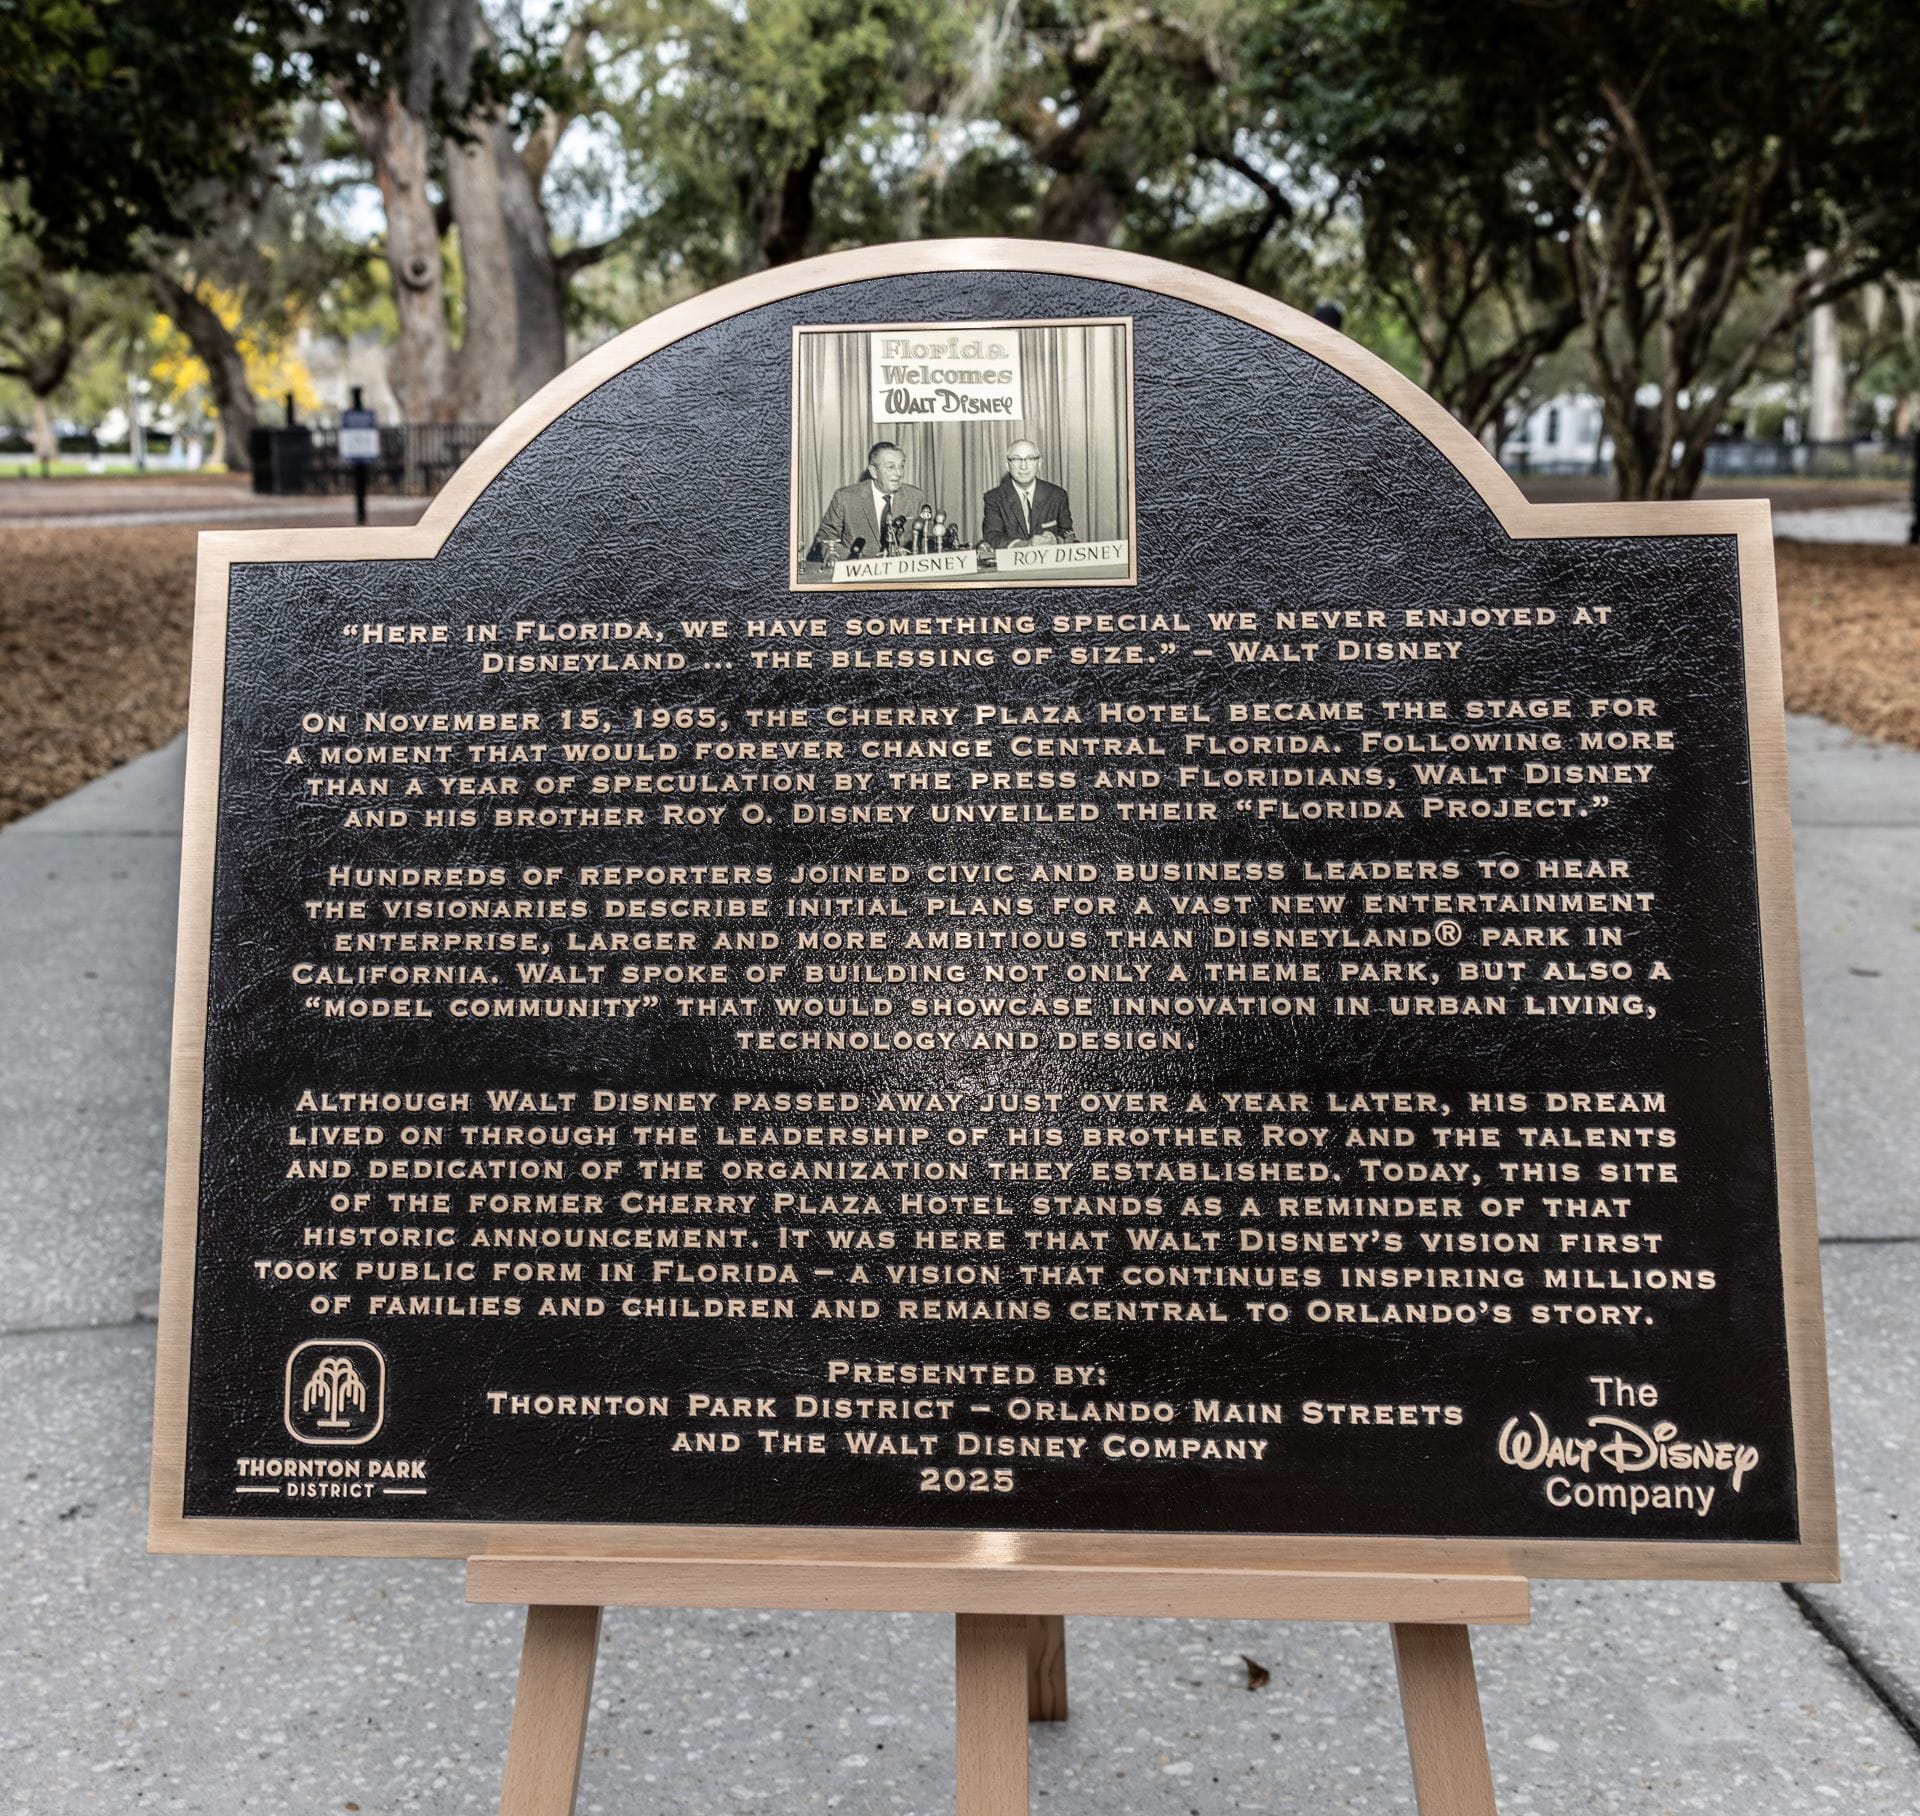 Florida
Welcomes
WALT DISNEY
WALT DISNEY
ROY DISNEY
“HERE IN FLORIDA, WE HAVE SOMETHING SPECIAL WE NEVER ENJOYED AT
DISNEYLAND ... THE BLESSING OF SIZE.” – WALT DISNEY
ON NOVEMBER 15, 1965, THE CHERRY PLAZA HOTEL BECAME THE STAGE FOR
A MOMENT THAT WOULD FOREVER CHANGE CENTRAL FLORIDA. FOLLOWING MORE
THAN A YEAR OF SPECULATION BY THE PRESS AND FLORIDIANS, WALT DISNEY
AND HIS BROTHER ROY O. DISNEY UNVEILED THEIR “FLORIDA PROJECT.”
HUNDREDS OF REPORTERS JOINED CIVIC AND BUSINESS LEADERS TO HEAR
THE VISIONARIES DESCRIBE INITIAL PLANS FOR A VAST NEW ENTERTAINMENT
ENTERPRISE, LARGER AND MORE AMBITIOUS THAN DISNEYLAND® PARK IN
CALIFORNIA. WALT SPOKE OF BUILDING NOT ONLY A THEME PARK, BUT ALSO A
“MODEL COMMUNITY” THAT WOULD SHOWCASE INNOVATION IN URBAN LIVING,
TECHNOLOGY AND DESIGN.
ALTHOUGH WALT DISNEY PASSED AWAY JUST OVER A YEAR LATER, HIS DREAM
LIVED ON THROUGH THE LEADERSHIP OF HIS BROTHER ROY AND THE TALENTS
AND DEDICATION OF THE ORGANIZATION THEY ESTABLISHED. TODAY, THIS SITE
OF THE FORMER CHERRY PLAZA HOTEL STANDS AS A REMINDER OF THAT
HISTORIC ANNOUNCEMENT. IT WAS HERE THAT WALT DISNEY’S VISION FIRST
TOOK PUBLIC FORM IN FLORIDA – A VISION THAT CONTINUES INSPIRING MILLIONS
OF FAMILIES AND CHILDREN AND REMAINS CENTRAL TO ORLANDO’S STORY.
PRESENTED BY:
THORNTON PARK DISTRICT – ORLANDO MAIN STREETS
AND THE WALT DISNEY COMPANY
2025
THORNTON PARK
DISTRICT
The
WALT DISNEY
Company